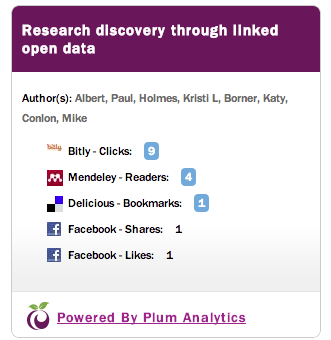 Research discovery through linked
open data
Author(s): Albert, Paul, Holmes, Kristi L, Borner, Katy,
Conlon, Mike
bitly Bitly - Clicks: 9
Mendeley - Readers: 4
Delicious - Bookmarks: 1
f Facebook - Shares: 1
f Facebook - Likes: 1
Powered By Plum Analytics